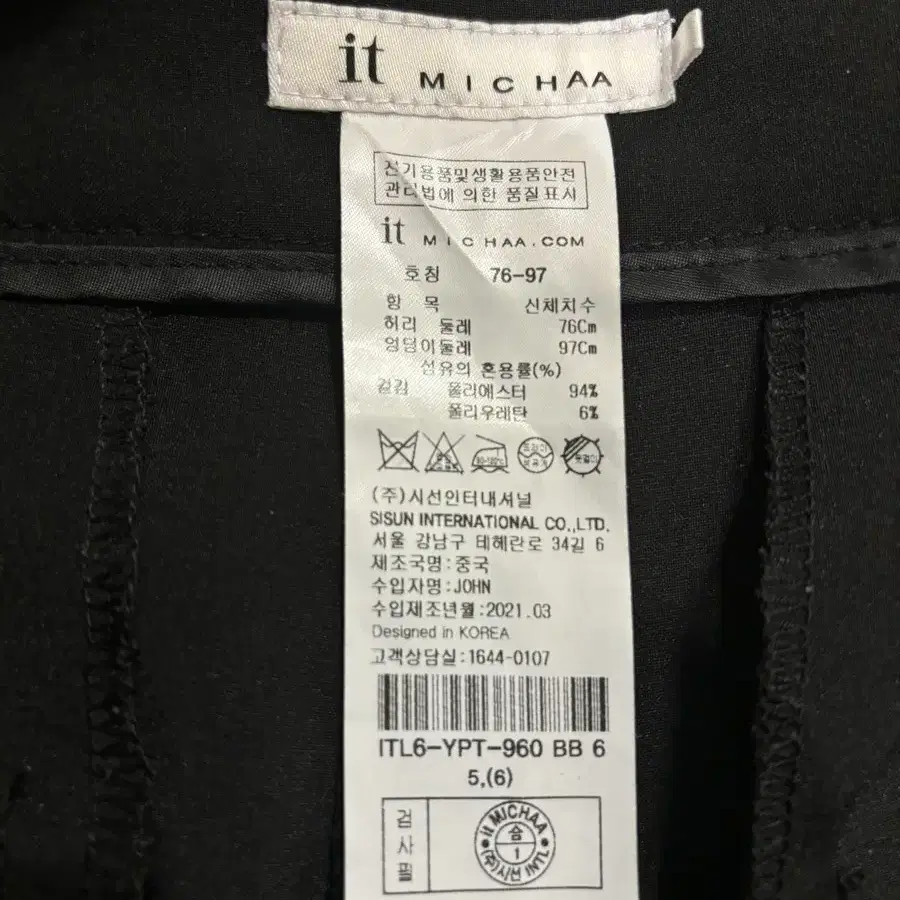 it MICHAA
전기용품및생활용품안전
관리법에 의한 품질표시
it MICHAA.COM
호칭 76-97
항 목 신체치수
허리 둘레 76Cm
엉덩이둘레 97Cm
섬유의 혼용률(%)
겉감 폴리에스터 94%
폴리우레탄 6%
(주)시선인터내셔널
SISUN INTERNATIONAL CO.,LTD.
서울 강남구 테헤란로 34길 6
제조국명:중국
수입자명:JOHN
수입제조년월:2021.03
Designed in KOREA
고객상담실:1644-0107
ITL6-YPT-960 BB 6
5,(6)
검사필
it MICHAA
1
(주)시선 INTL